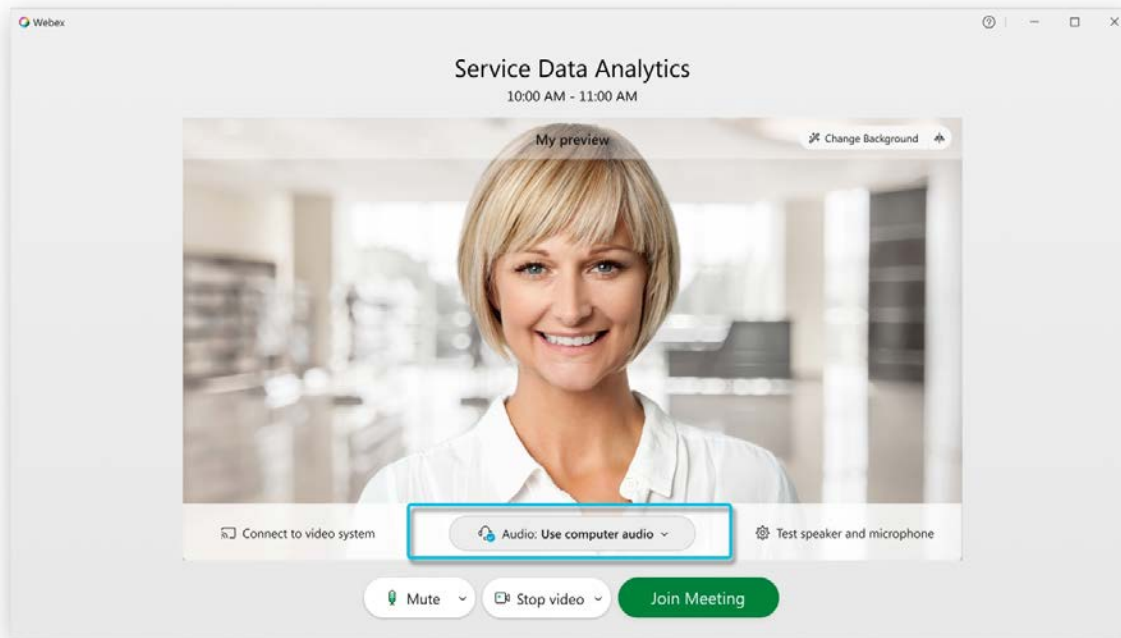 Webex
Service Data Analytics
10:00 AM - 11:00 AM
My preview
Change Background
Connect to video system
Audio: Use computer audio
Test speaker and microphone
Mute
Stop video
Join Meeting